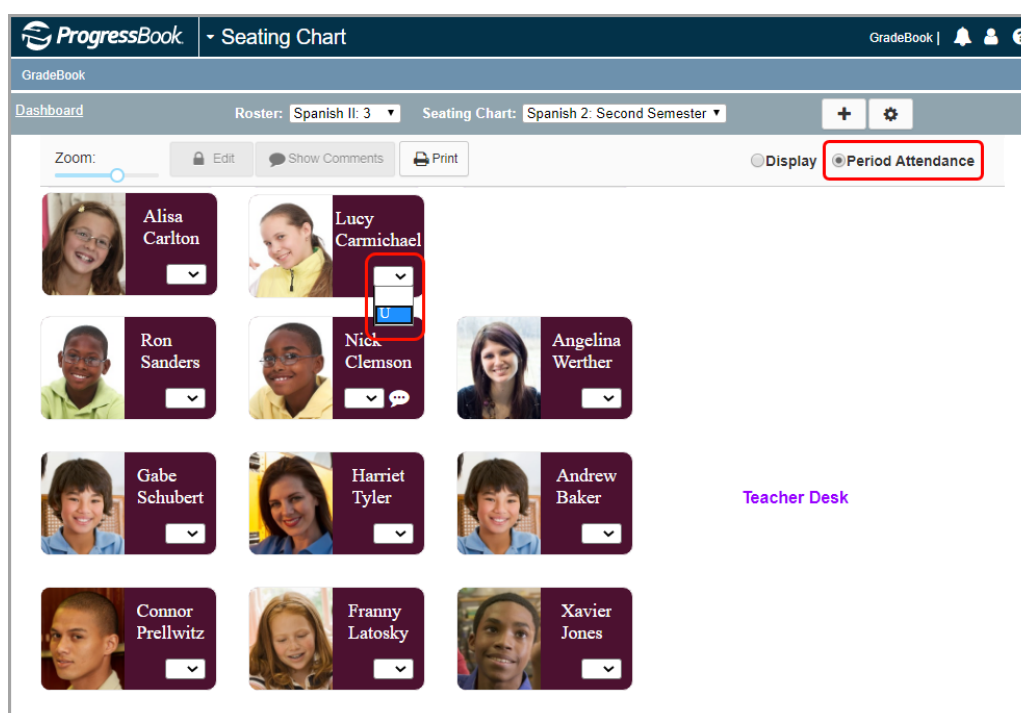 ProgressBook Seating Chart GradeBook |
GradeBook
Dashboard Roster: Spanish II: 3 Seating Chart: Spanish 2: Second Semester
Zoom: Edit Show Comments Print Display Period Attendance
Alisa
Carlton
Lucy
Carmichael
U
Ron
Sanders
Nick
Clemson
Angelina
Werther
Gabe
Schubert
Harriet
Tyler
Andrew
Baker
Teacher Desk
Connor
Prellwitz
Franny
Latosky
Xavier
Jones